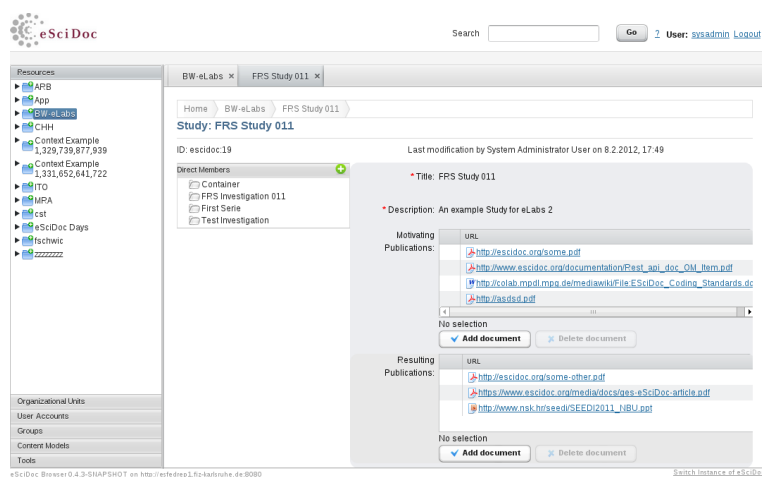 eSciDoc
Search
Go
?
User: sysadmin Logout
Resources
BW-eLabs ×
FRS Study 011 ×
ARB
App
BW-eLabs
CHH
Context Example
1,329,739,877,939
Context Example
1,331,652,641,722
ITO
MPA
cst
eSciDoc Days
fschwic
zzzzzzzz
Organizational Units
User Accounts
Groups
Content Models
Tools
Home BW-eLabs FRS Study 011
Study: FRS Study 011
ID: escidoc:19
Last modification by System Administrator User on 8.2.2012, 17:49
Direct Members
Container
FRS Investigation 011
First Serie
Test Investigation
* Title: FRS Study 011
* Description: An example Study for eLabs 2
Motivating
Publications:
URL
http://escidoc.org/some.pdf
http://www.escidoc.org/documentation/Rest_api_doc_OM_Item.pdf
http://colab.mpdl.mpg.de/mediawiki/File:ESciDoc_Coding_Standards.do
http://asdsd.pdf
No selection
Add document
Delete document
Resulting
Publications:
URL
http://escidoc.org/some-other.pdf
https://www.escidoc.org/media/docs/ges-eSciDoc-article.pdf
http://www.nsk.hr/seedi/SEEDI2011_NBU.ppt
No selection
Add document
Delete document
eSciDoc Browser 0.4.3-SNAPSHOT on http://esfedrep1.fiz-karlsruhe.de:8080
Switch Instance of eSciDo